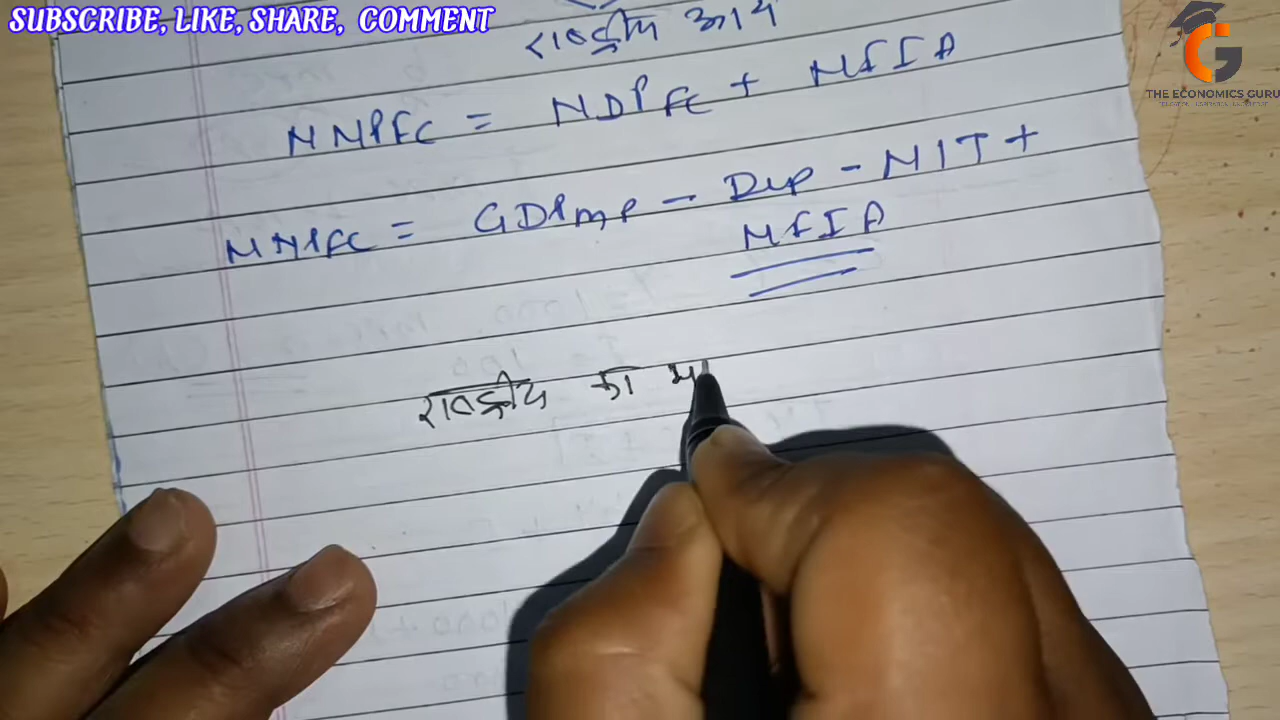 SUBSCRIBE, LIKE, SHARE, COMMENT
राष्ट्रीय आय
NNPFC = NDPFC + NFIA
NNPFC = GDPMP - Dep - NIT +
NFIA
राष्ट्रीय का
G
THE ECONOMICS GURU